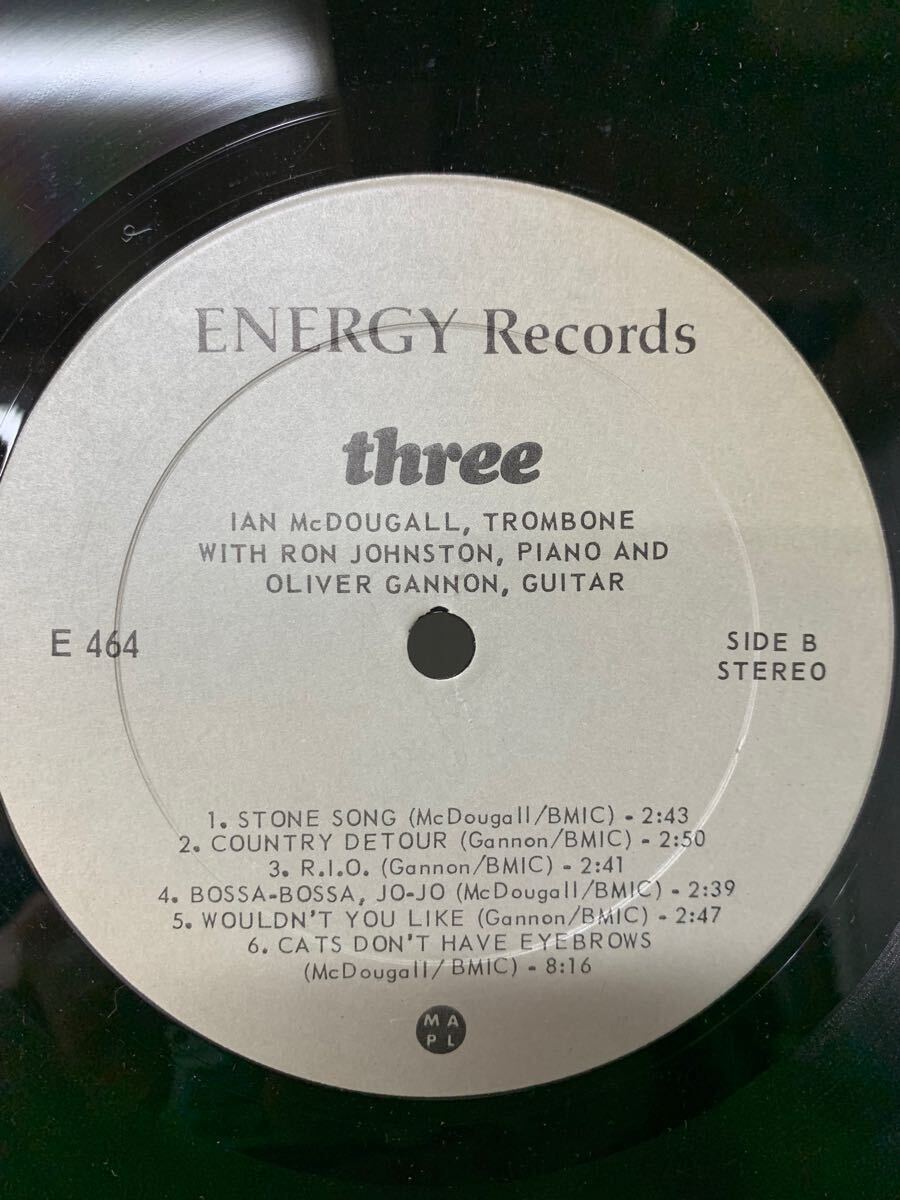 ENERGY Records
three
IAN McDOUGALL, TROMBONE
WITH RON JOHNSTON, PIANO AND
OLIVER GANNON, GUITAR
E 464
SIDE B
STEREO
1. STONE SONG (McDougall/BMIC) - 2:43
2. COUNTRY DETOUR (Gannon/BMIC) - 2:50
3. R.I.O. (Gannon/BMIC) - 2:41
4. BOSSA-BOSSA, JO-JO (McDougall/BMIC) - 2:39
5. WOULDN'T YOU LIKE (Gannon/BMIC) - 2:47
6. CATS DON'T HAVE EYEBROWS
(McDougall/BMIC) - 8:16
M A
P L